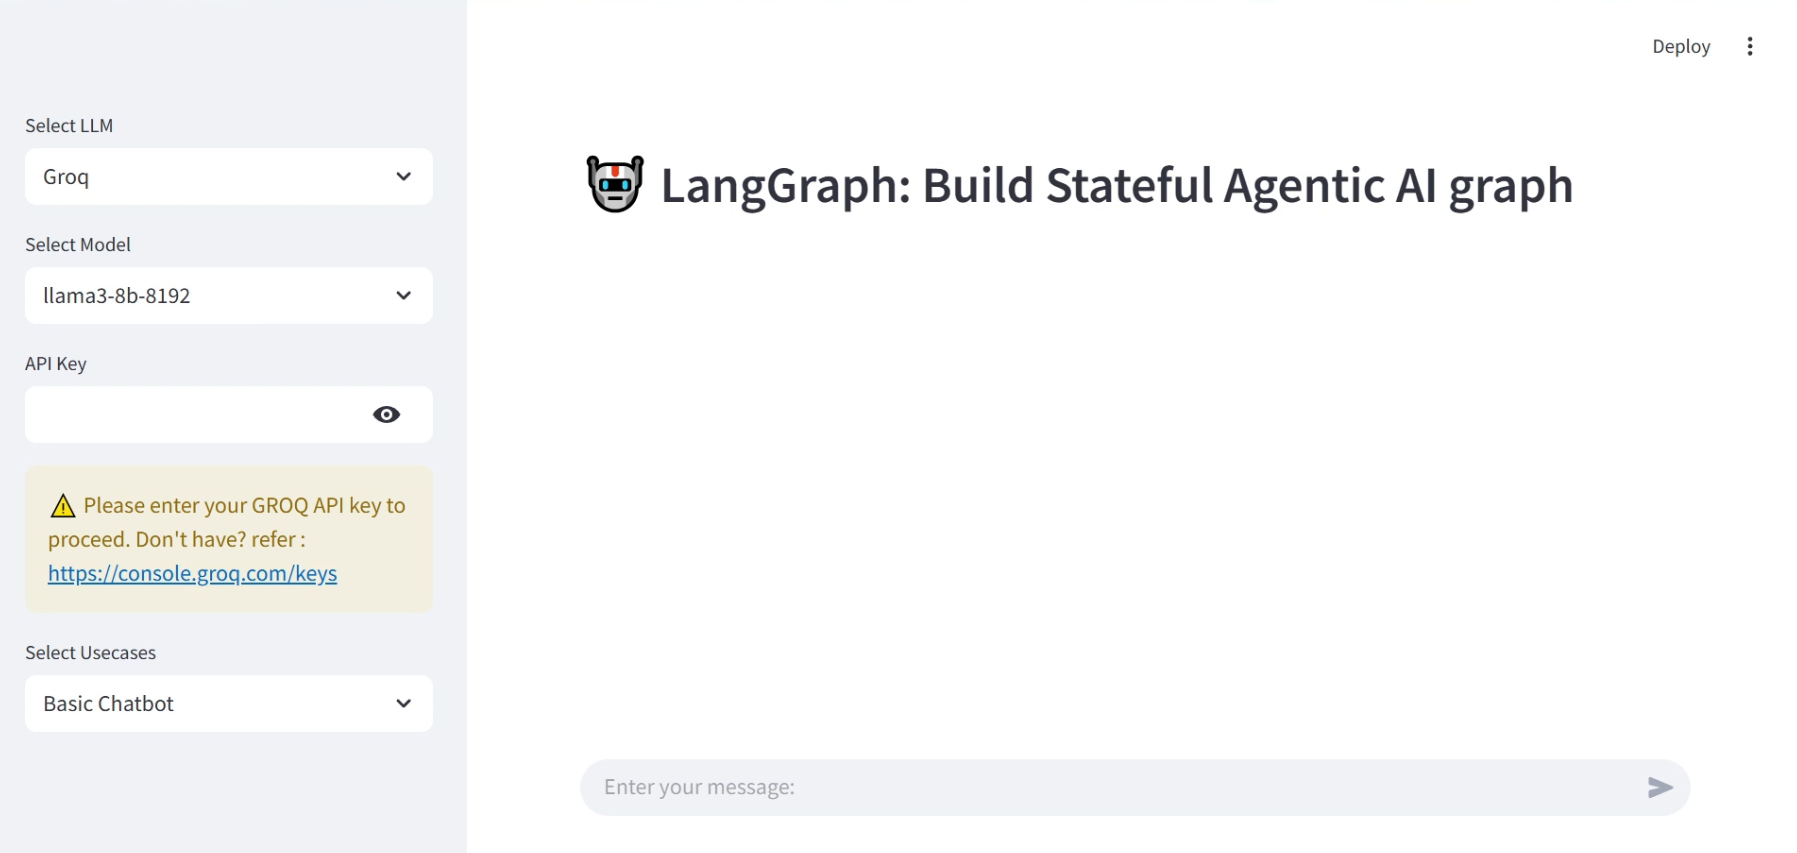 Deploy
Select LLM
Groq
Select Model
llama3-8b-8192
API Key
⚠️ Please enter your GROQ API key to
proceed. Don't have? refer :
https://console.groq.com/keys
Select Usecases
Basic Chatbot
🤖 LangGraph: Build Stateful Agentic AI graph
Enter your message: